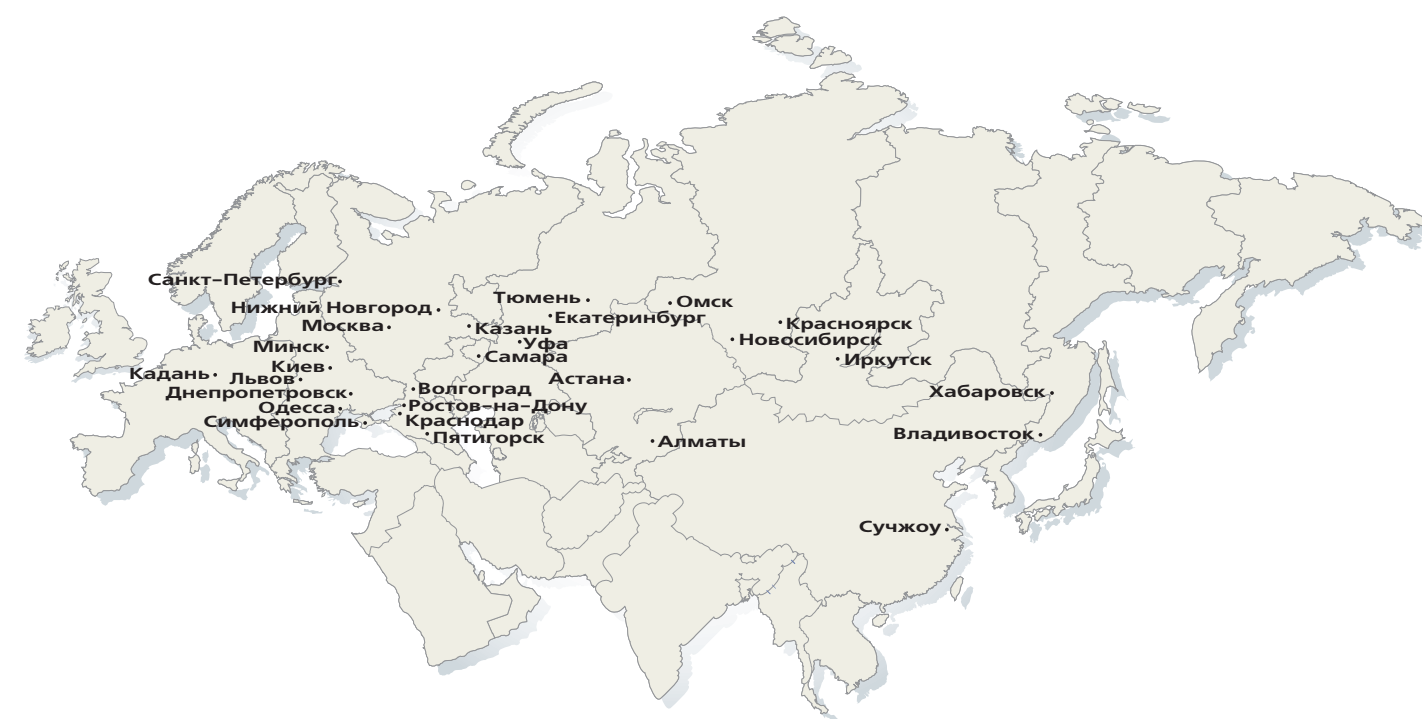 Санкт-Петербург
Нижний Новгород
Тюмень
Омск
Екатеринбург
Москва
Казань
Красноярск
Уфа
Новосибирск
Минск
Самара
Иркутск
Киев
Кадань
Львов
Астана
Волгоград
Хабаровск
Днепропетровск
Одесса
Ростов-на-Дону
Симферополь
Краснодар
Владивосток
Пятигорск
Алматы
Сучжоу